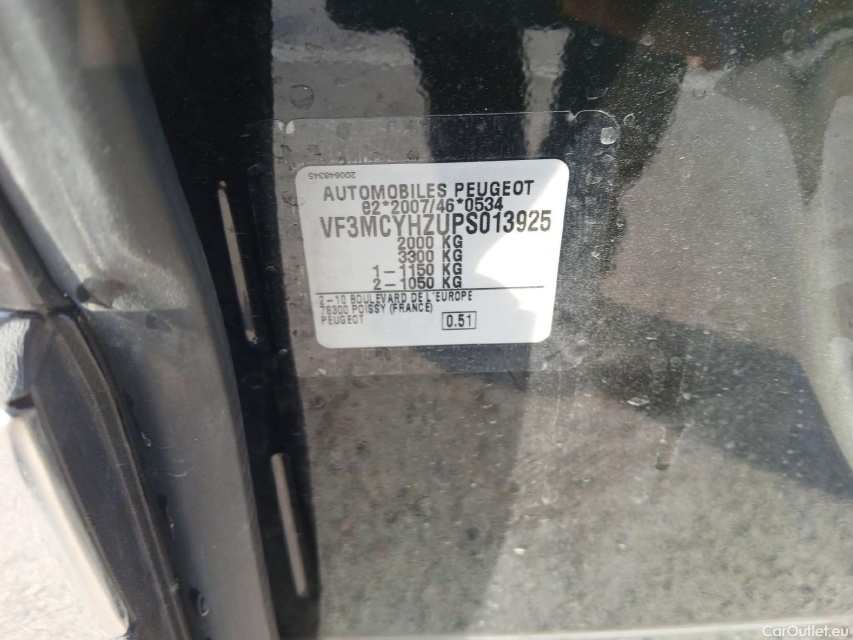 200648345
AUTOMOBILES PEUGEOT
e2*2007/46*0534
VF3MCYHZUPS013925
2000 KG
3300 KG
1-1150 KG
2-1050 KG
2-10 BOULEVARD DE L'EUROPE
78300 POISSY (FRANCE)
PEUGEOT
0.51
CarOutlet.eu